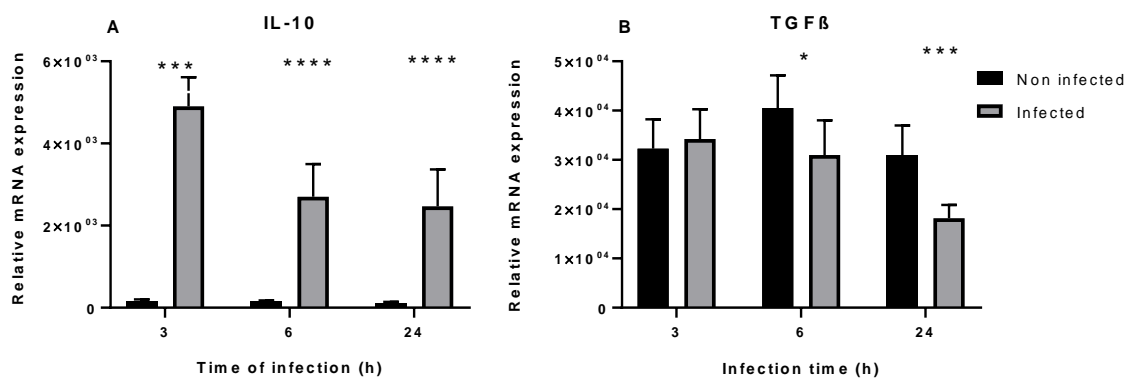 A
IL-10
Relative mRNA expression
6×10⁰³
4×10⁰³
2×10⁰³
0
***
****
****
3
6
24
Time of infection (h)
B
TGFß
Relative mRNA expression
5×10⁰⁴
4×10⁰⁴
3×10⁰⁴
2×10⁰⁴
1×10⁰⁴
0
*
***
3
6
24
Infection time (h)
Non infected
Infected